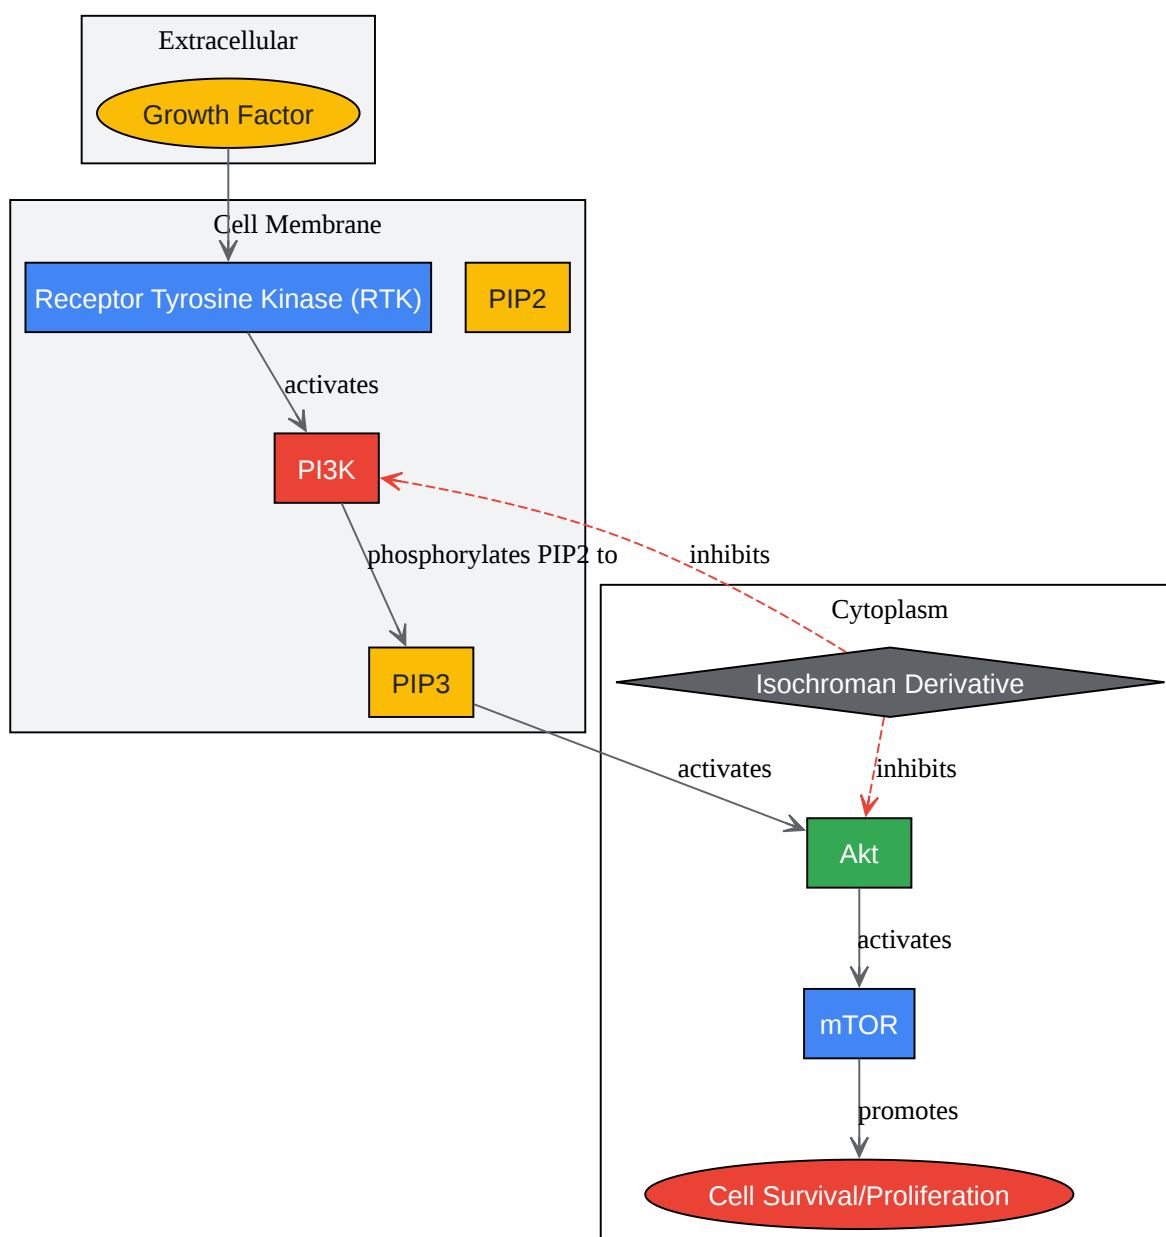 Extracellular
Growth Factor
Cell Membrane
Receptor Tyrosine Kinase (RTK)
PIP2
activates
PI3K
phosphorylates PIP2 to
inhibits
Cytoplasm
PIP3
Isochroman Derivative
activates
inhibits
Akt
activates
mTOR
promotes
Cell Survival/Proliferation